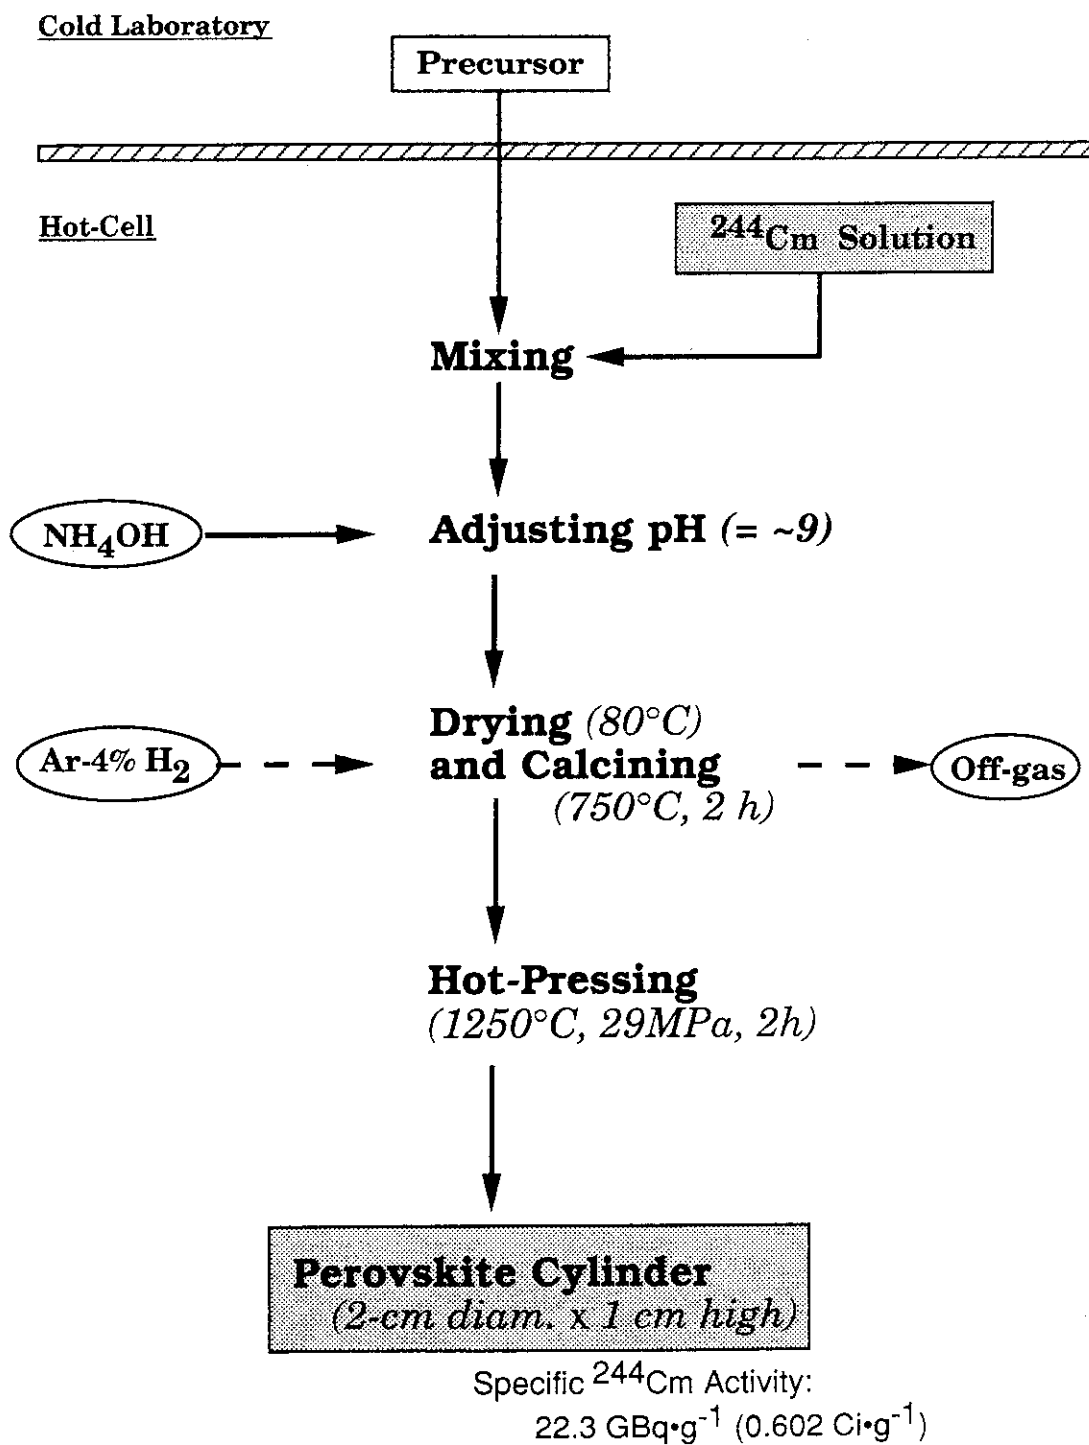 Cold Laboratory
Precursor
Hot-Cell
²⁴⁴Cm Solution
Mixing
NH₄OH
Adjusting pH (= ~9)
Drying (80°C)
Ar-4% H₂
and Calcining
Off-gas
(750°C, 2 h)
Hot-Pressing
(1250°C, 29MPa, 2h)
Perovskite Cylinder
(2-cm diam. x 1 cm high)
Specific ²⁴⁴Cm Activity:
22.3 GBq•g⁻¹ (0.602 Ci•g⁻¹)